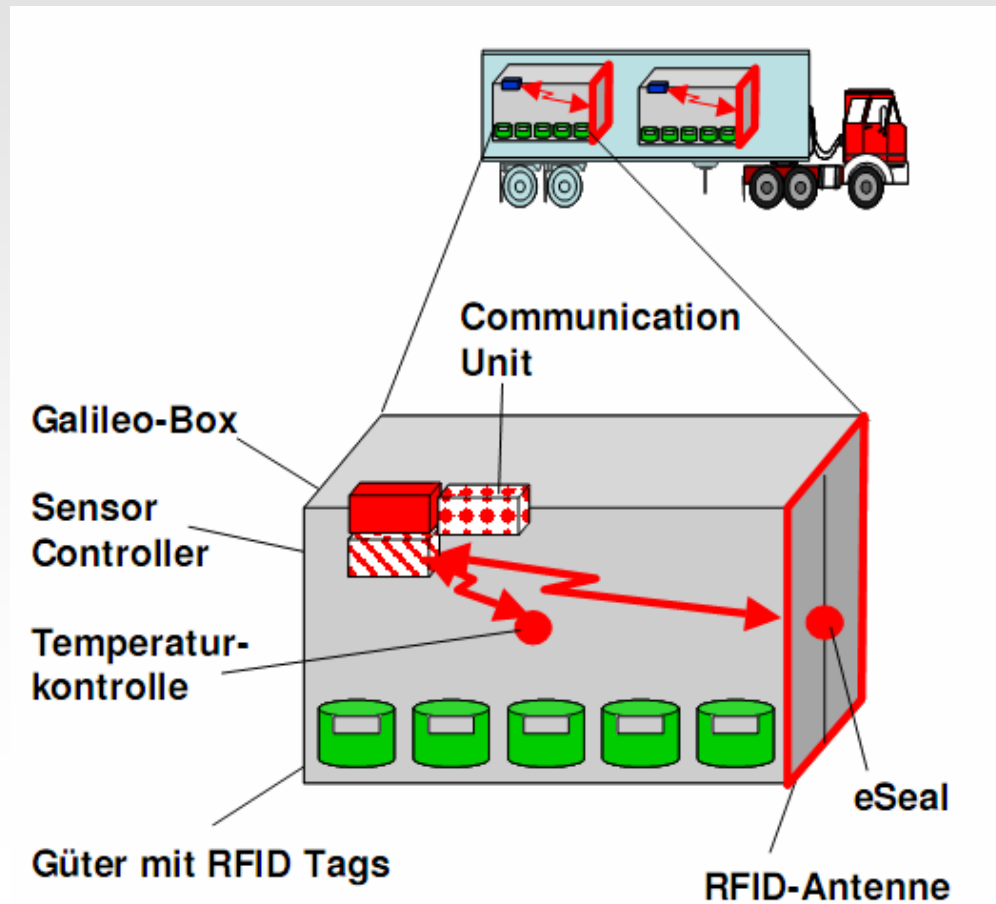 Communication
Unit
Galileo-Box
Sensor
Controller
Temperatur-
kontrolle
eSeal
Güter mit RFID Tags
RFID-Antenne